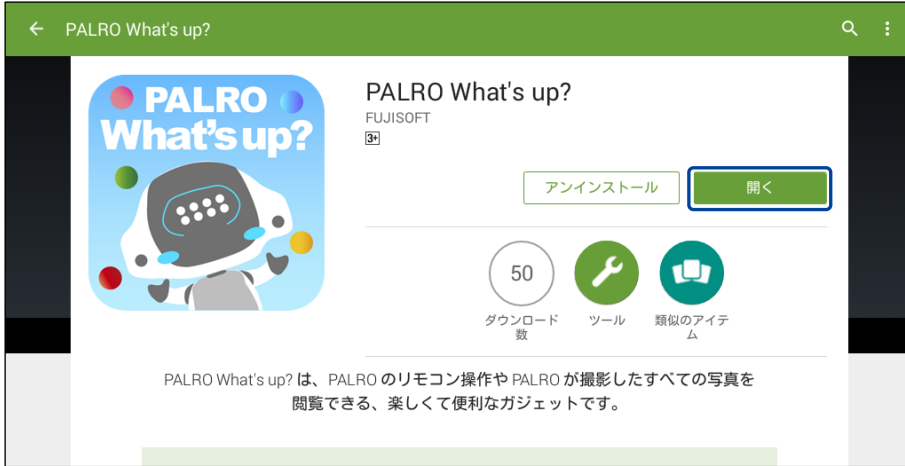 PALRO What's up?
PALRO
What's up?
PALRO What's up?
FUJISOFT
3+
アンインストール
開く
50
ダウンロード
数
ツール
類似のアイテ
ム
PALRO What's up? は、PALRO のリモコン操作や PALRO が撮影したすべての写真を
閲覧できる、楽しくて便利なガジェットです。